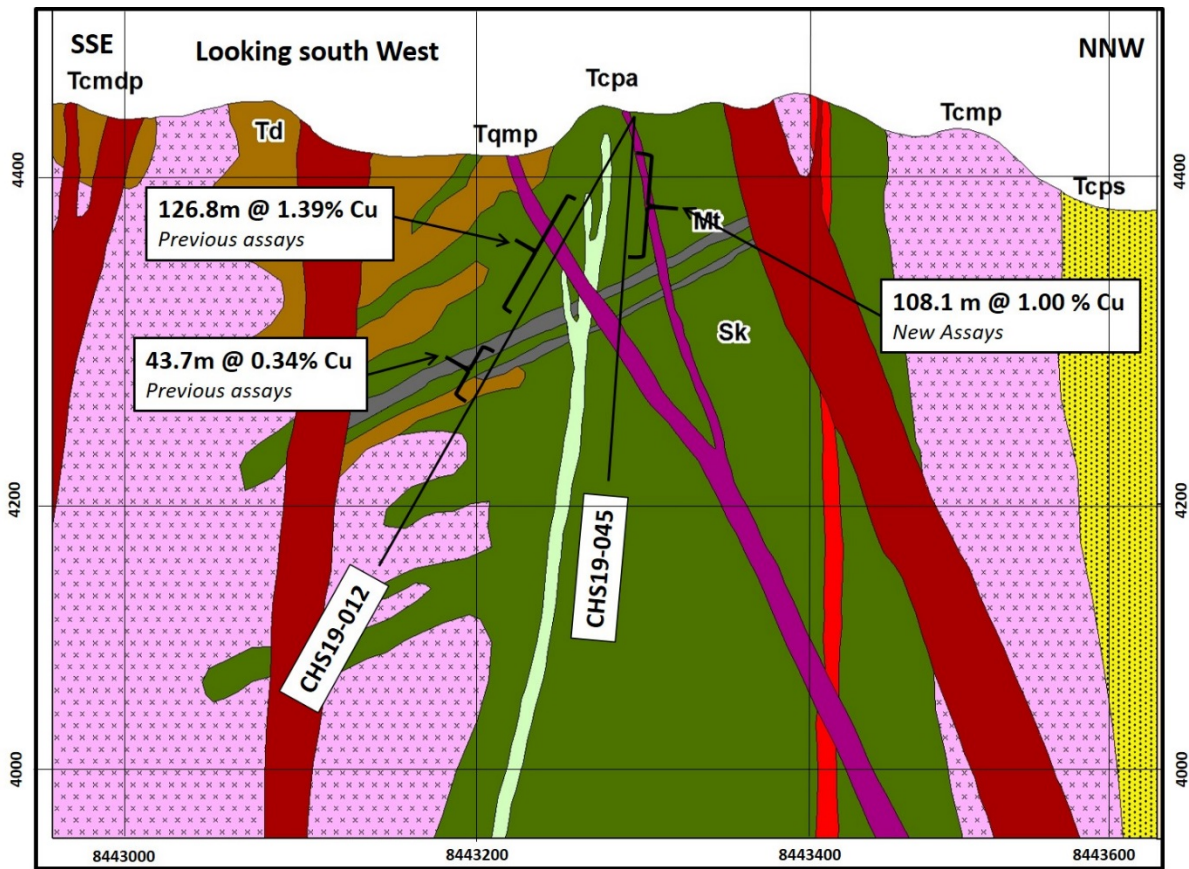 SSE
Looking south West
NNW
Tcmdp
Tcpa
Td
Tqmp
Tcmp
Tcps
4400
4400
126.8m @ 1.39% Cu
Previous assays
Mt
108.1 m @ 1.00 % Cu
New Assays
Sk
43.7m @ 0.34% Cu
Previous assays
4200
4200
CHS19-012
CHS19-045
4000
4000
8443000
8443200
8443400
8443600